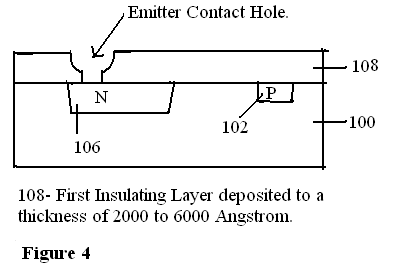 Emitter Contact Hole.
108
N
P
102
100
106
108- First Insulating Layer deposited to a
thickness of 2000 to 6000 Angstrom.
Figure 4